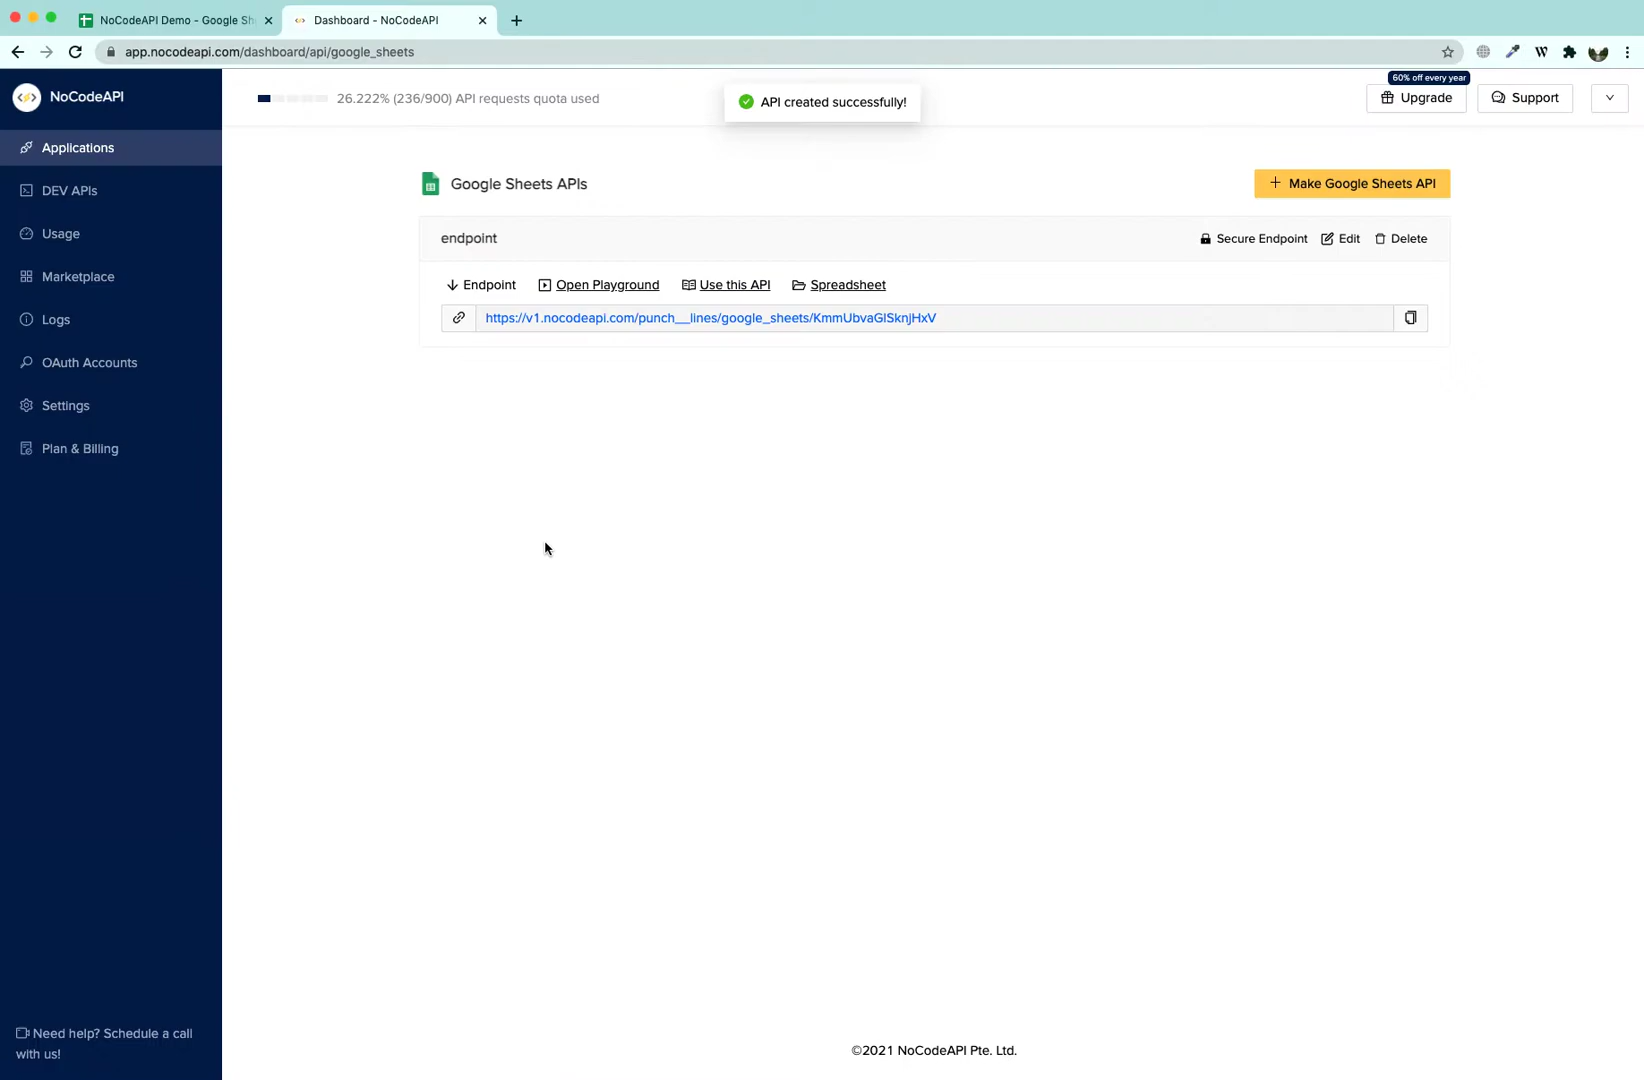 NoCodeAPI Demo - Google Sh
Dashboard - NoCodeAPI
app.nocodeapi.com/dashboard/api/google_sheets
W
NoCodeAPI
26.222% (236/900) API requests quota used
API created successfully!
60% off every year
Upgrade
Support
Applications
DEV APIs
Usage
Marketplace
Logs
OAuth Accounts
Settings
Plan & Billing
Need help? Schedule a call
with us!
Google Sheets APIs
+ Make Google Sheets API
endpoint
Secure Endpoint
Edit
Delete
Endpoint
Open Playground
Use this API
Spreadsheet
https://v1.nocodeapi.com/punch__lines/google_sheets/KmmUbvaGlSknjHxV
©2021 NoCodeAPI Pte. Ltd.